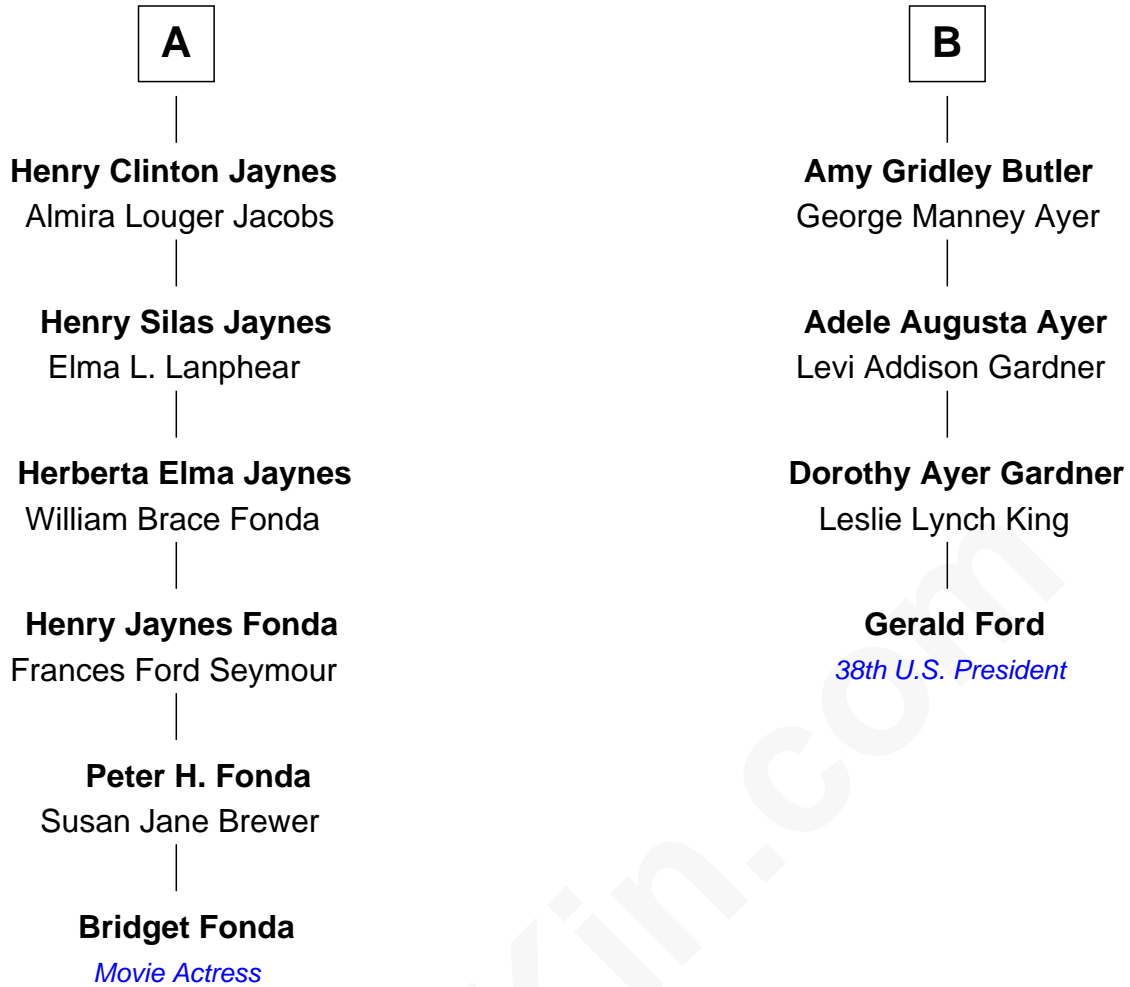 A
Henry Clinton Jaynes
Almira Louger Jacobs
Henry Silas Jaynes
Elma L. Lanphear
Herberta Elma Jaynes
William Brace Fonda
Henry Jaynes Fonda
Frances Ford Seymour
Peter H. Fonda
Susan Jane Brewer
Bridget Fonda
Movie Actress
B
Amy Gridley Butler
George Manney Ayer
Adele Augusta Ayer
Levi Addison Gardner
Dorothy Ayer Gardner
Leslie Lynch King
Gerald Ford
38th U.S. President
Kin.com